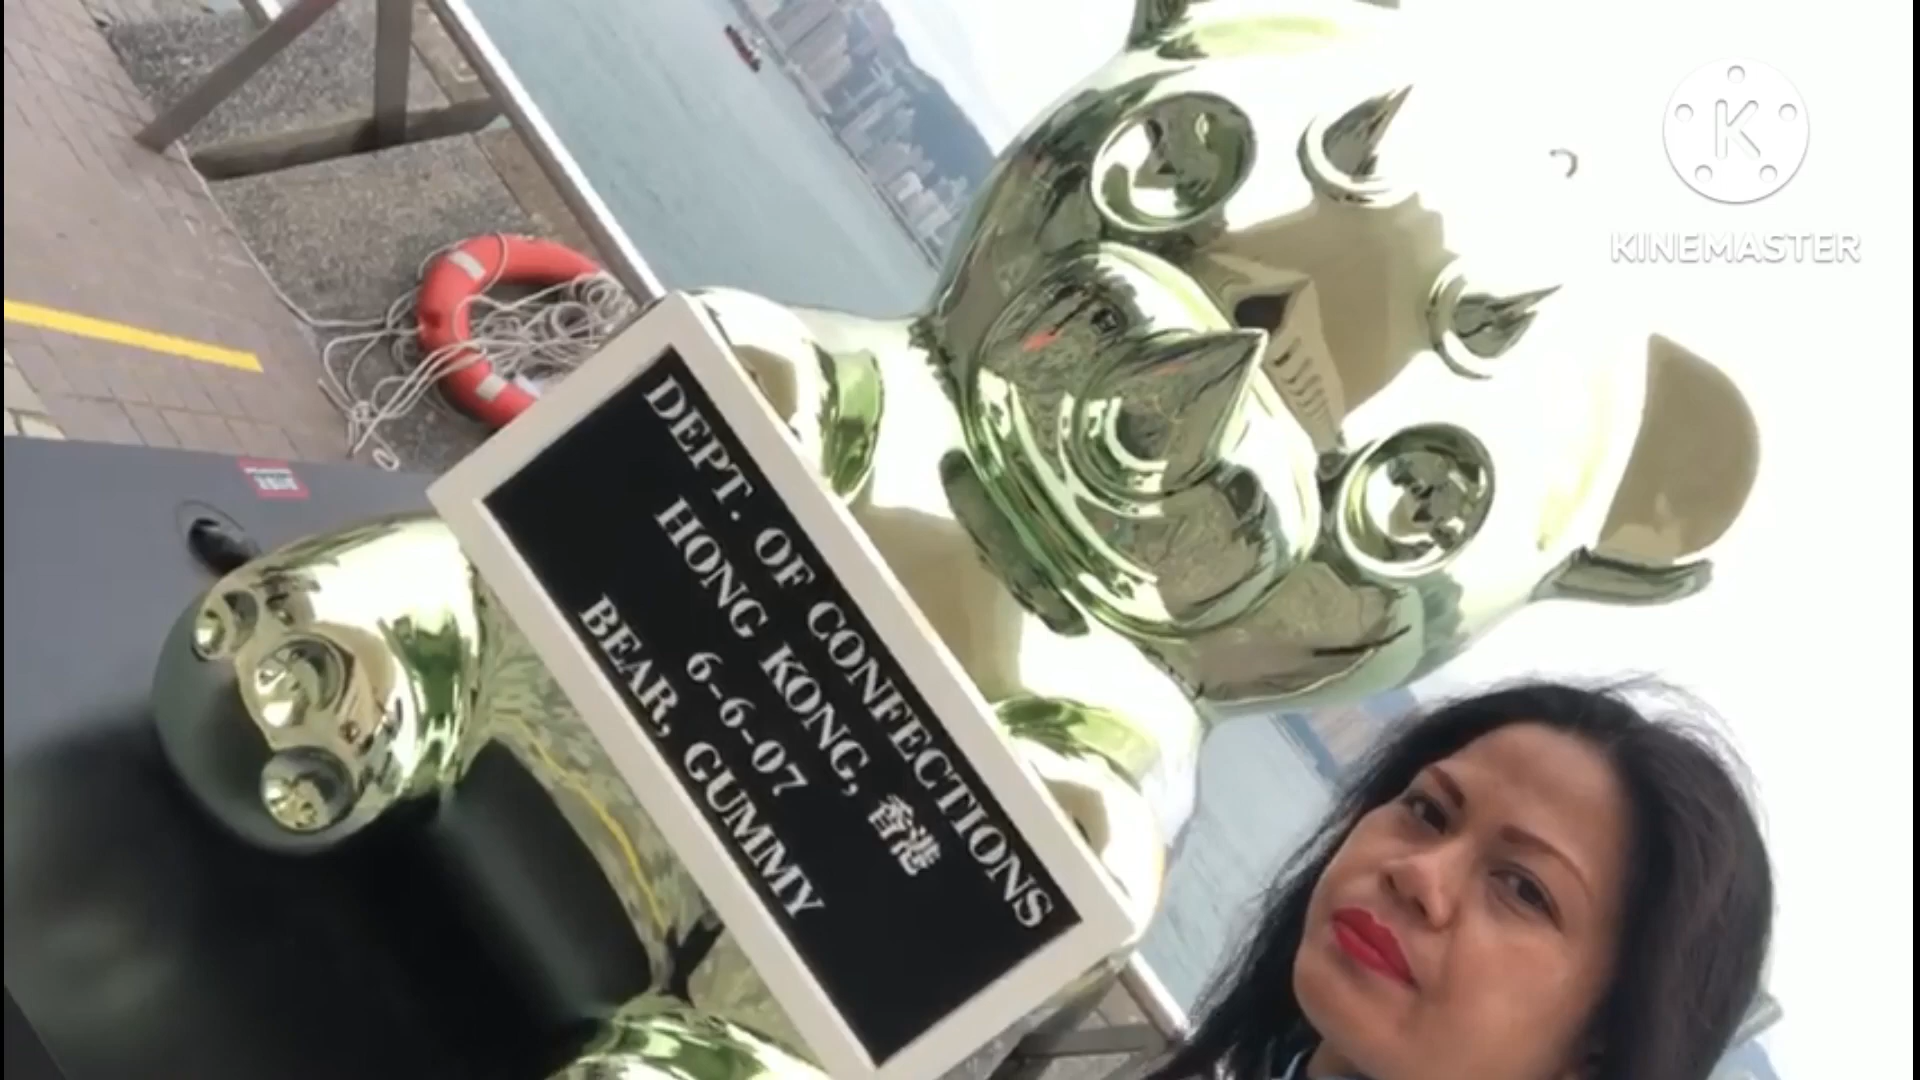 DEPT. OF CONFECTIONS
HONG KONG, 香港
6-6-07
BEAR, GUMMY
K
KINEMASTER